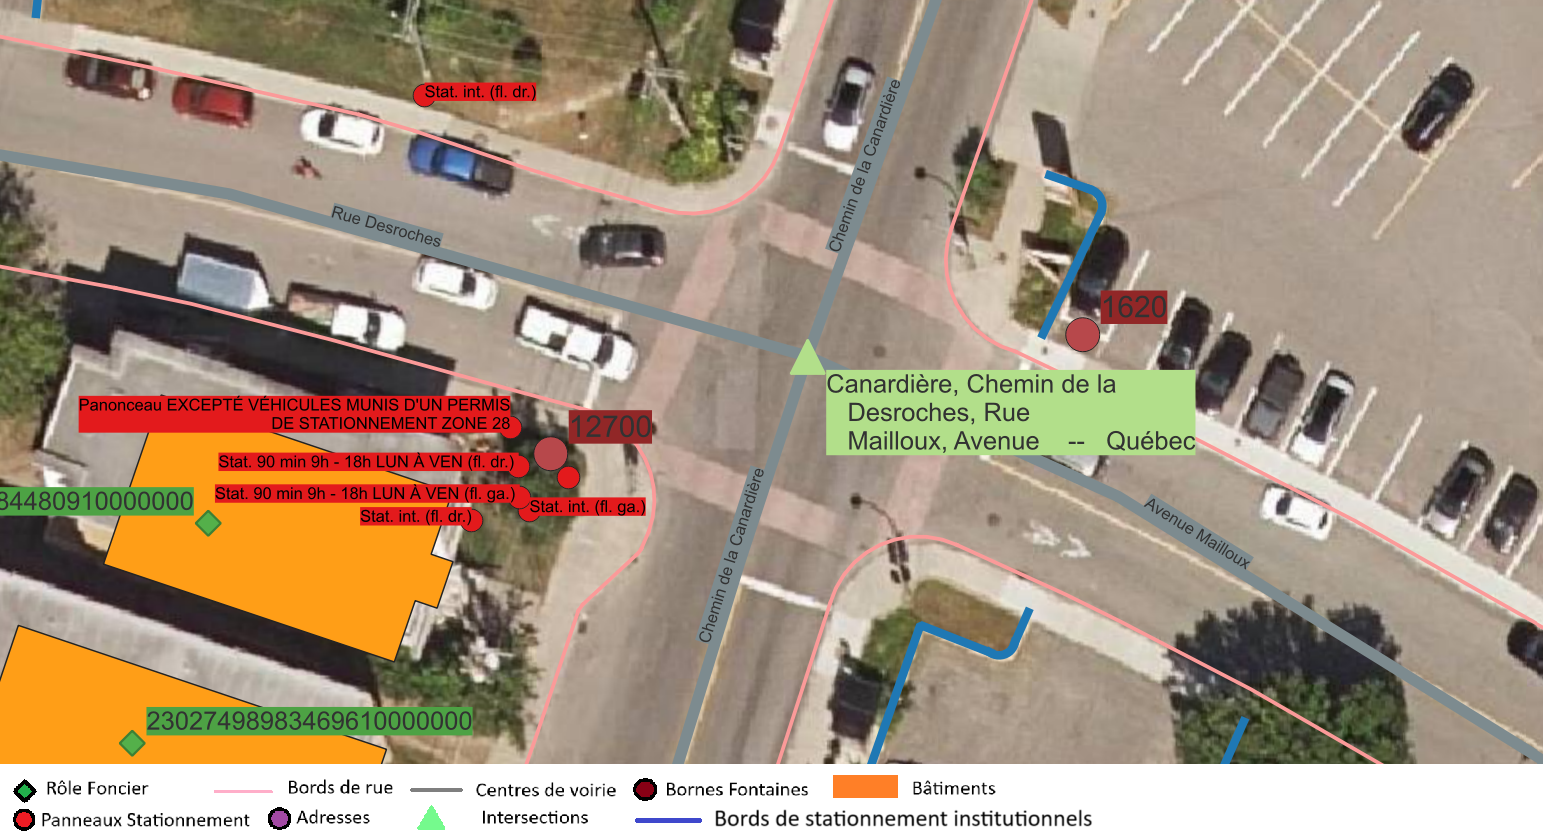 Stat. int. (fl. dr.)
Chemin de la Canardière
Rue Desroches
1620
Canardière, Chemin de la
Desroches, Rue
Mailloux, Avenue -- Québec
Panonceau EXCEPTÉ VÉHICULES MUNIS D'UN PERMIS
DE STATIONNEMENT ZONE 28
12700
Stat. 90 min 9h - 18h LUN À VEN (fl. dr.)
Stat. 90 min 9h - 18h LUN À VEN (fl. ga.)
Stat. int. (fl. ga.)
Stat. int. (fl. dr.)
84480910000000
Chemin de la Canardière
Avenue Mailloux
23027498983469610000000
Rôle Foncier
Bords de rue
Centres de voirie
Bornes Fontaines
Bâtiments
Panneaux Stationnement
Adresses
Intersections
Bords de stationnement institutionnels